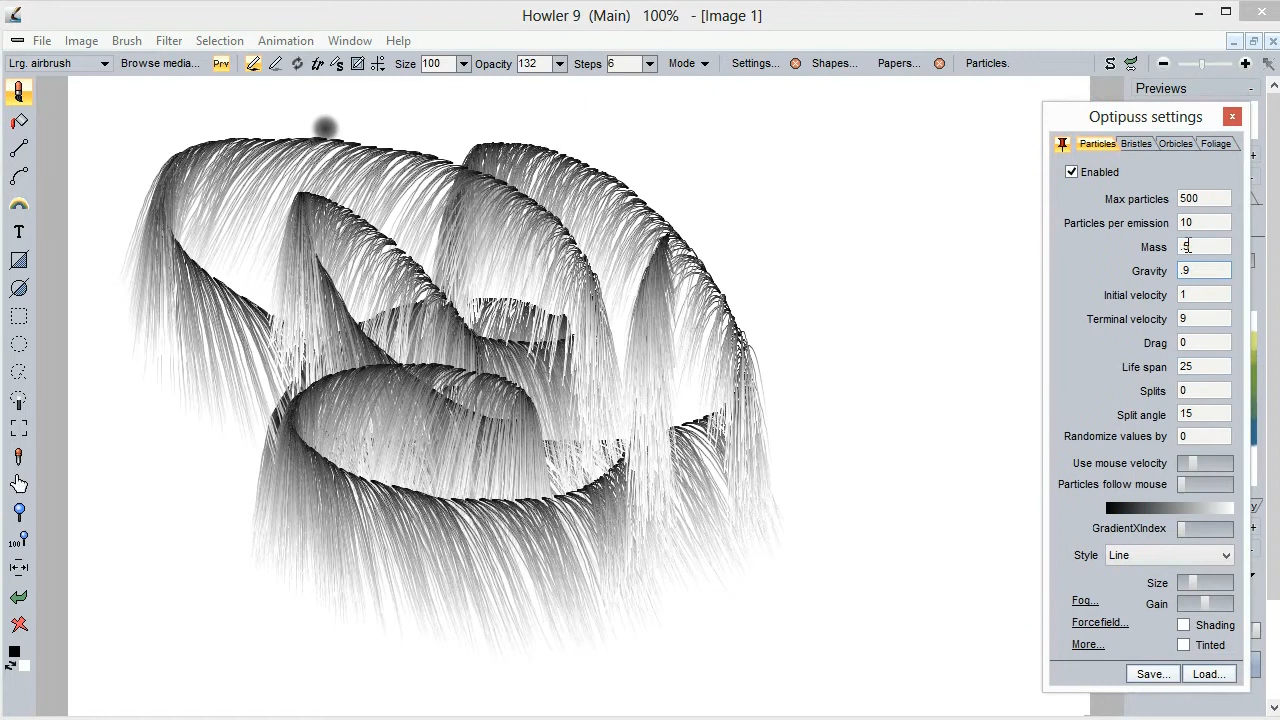 Howler 9 (Main) 100% - [Image 1]
File Image Brush Filter Selection Animation Window Help
Lrg. airbrush Browse media... Prv Size 100 Opacity 132 Steps 6 Mode Settings... Shapes... Papers... Particles.
Previews
Optipuss settings
Particles Bristles Orbicles Foliage
Enabled
Max particles 500
Particles per emission 10
Mass .5
Gravity .9
Initial velocity 1
Terminal velocity 9
Drag 0
Life span 25
Splits 0
Split angle 15
Randomize values by 0
Use mouse velocity
Particles follow mouse
GradientXIndex
Style Line
Size
Fog... Gain
Forcefield... Shading
More... Tinted
Save... Load...
T
100